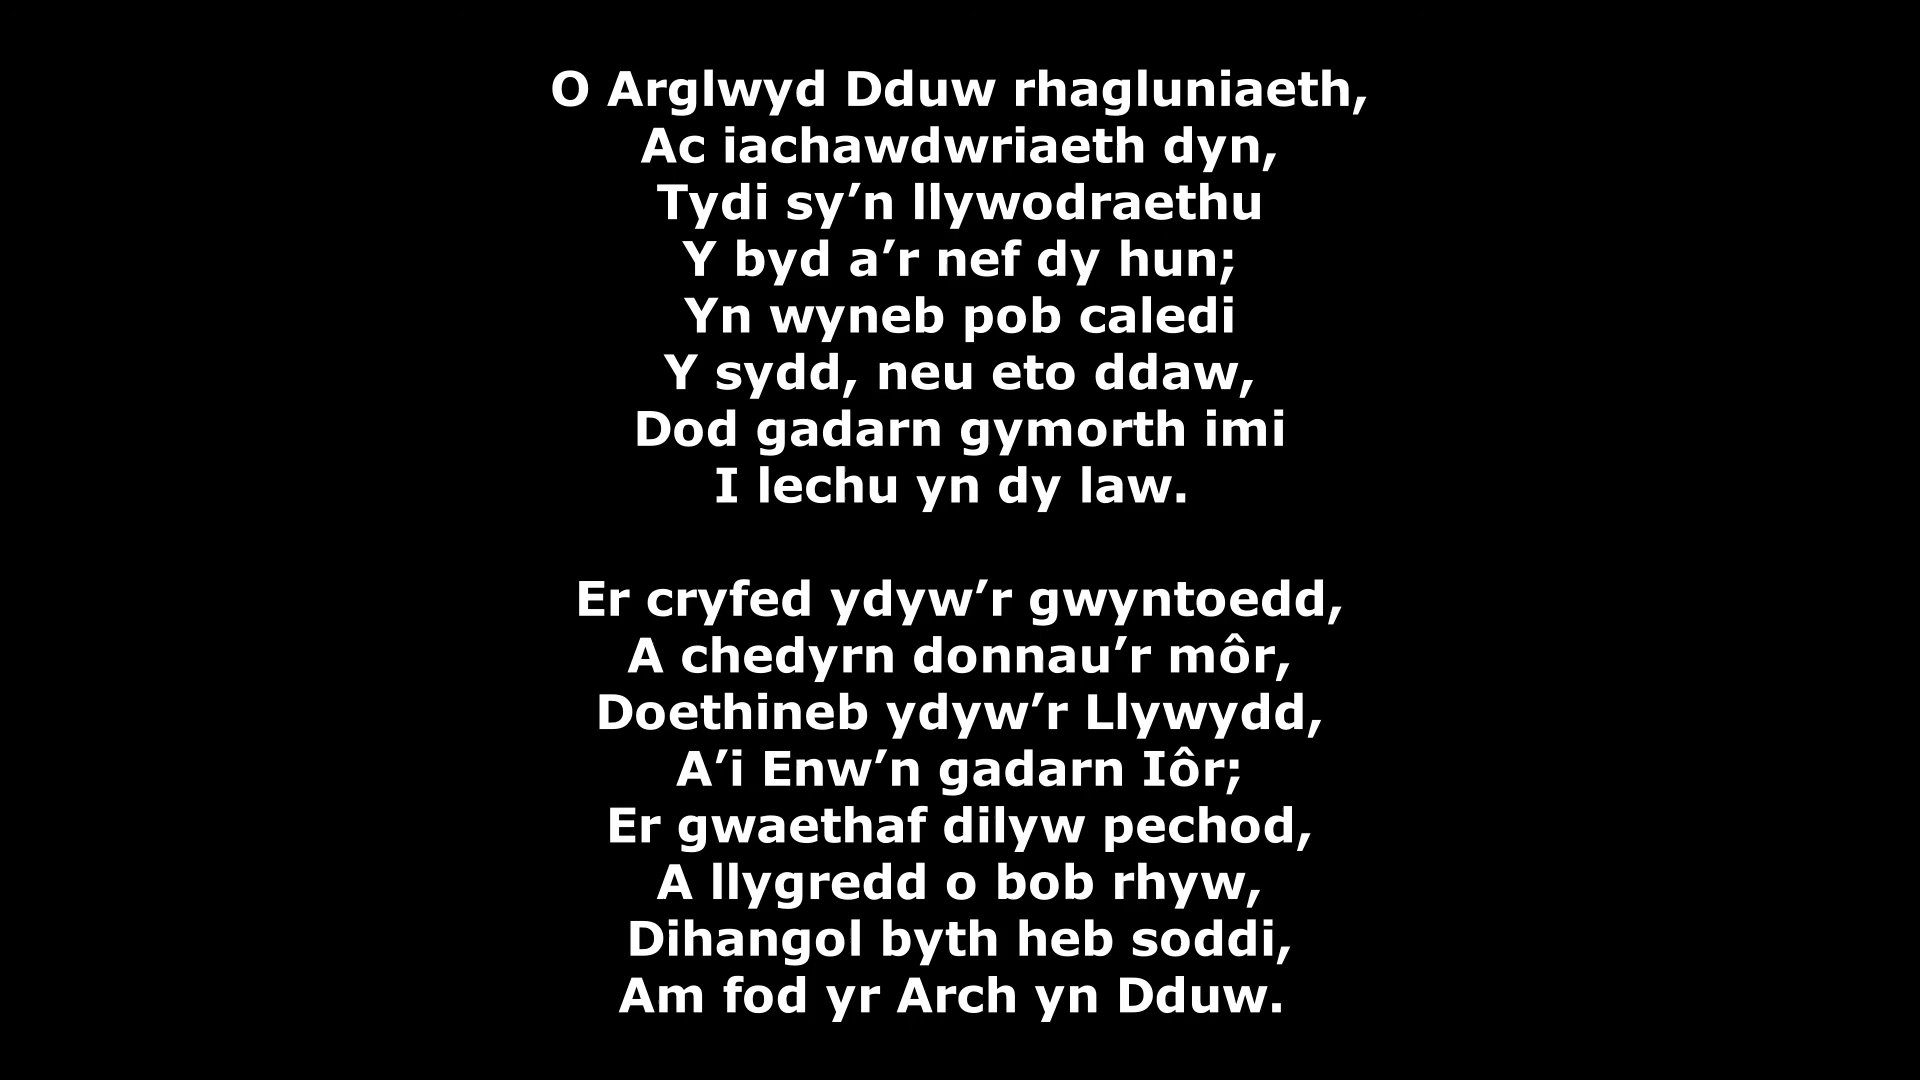 O Arglwyd Dduw rhagluniaeth,
Ac iachawdwriaeth dyn,
Tydi sy’n llywodraethu
Y byd a’r nef dy hun;
Yn wyneb pob caledi
Y sydd, neu eto ddaw,
Dod gadarn gymorth imi
I lechu yn dy law.

Er cryfed ydyw’r gwyntoedd,
A chedyrn donnau’r môr,
Doethineb ydyw’r Llywydd,
A’i Enw’n gadarn Iôr;
Er gwaethaf dilyw pechod,
A llygredd o bob rhyw,
Dihangol byth heb soddi,
Am fod yr Arch yn Dduw.